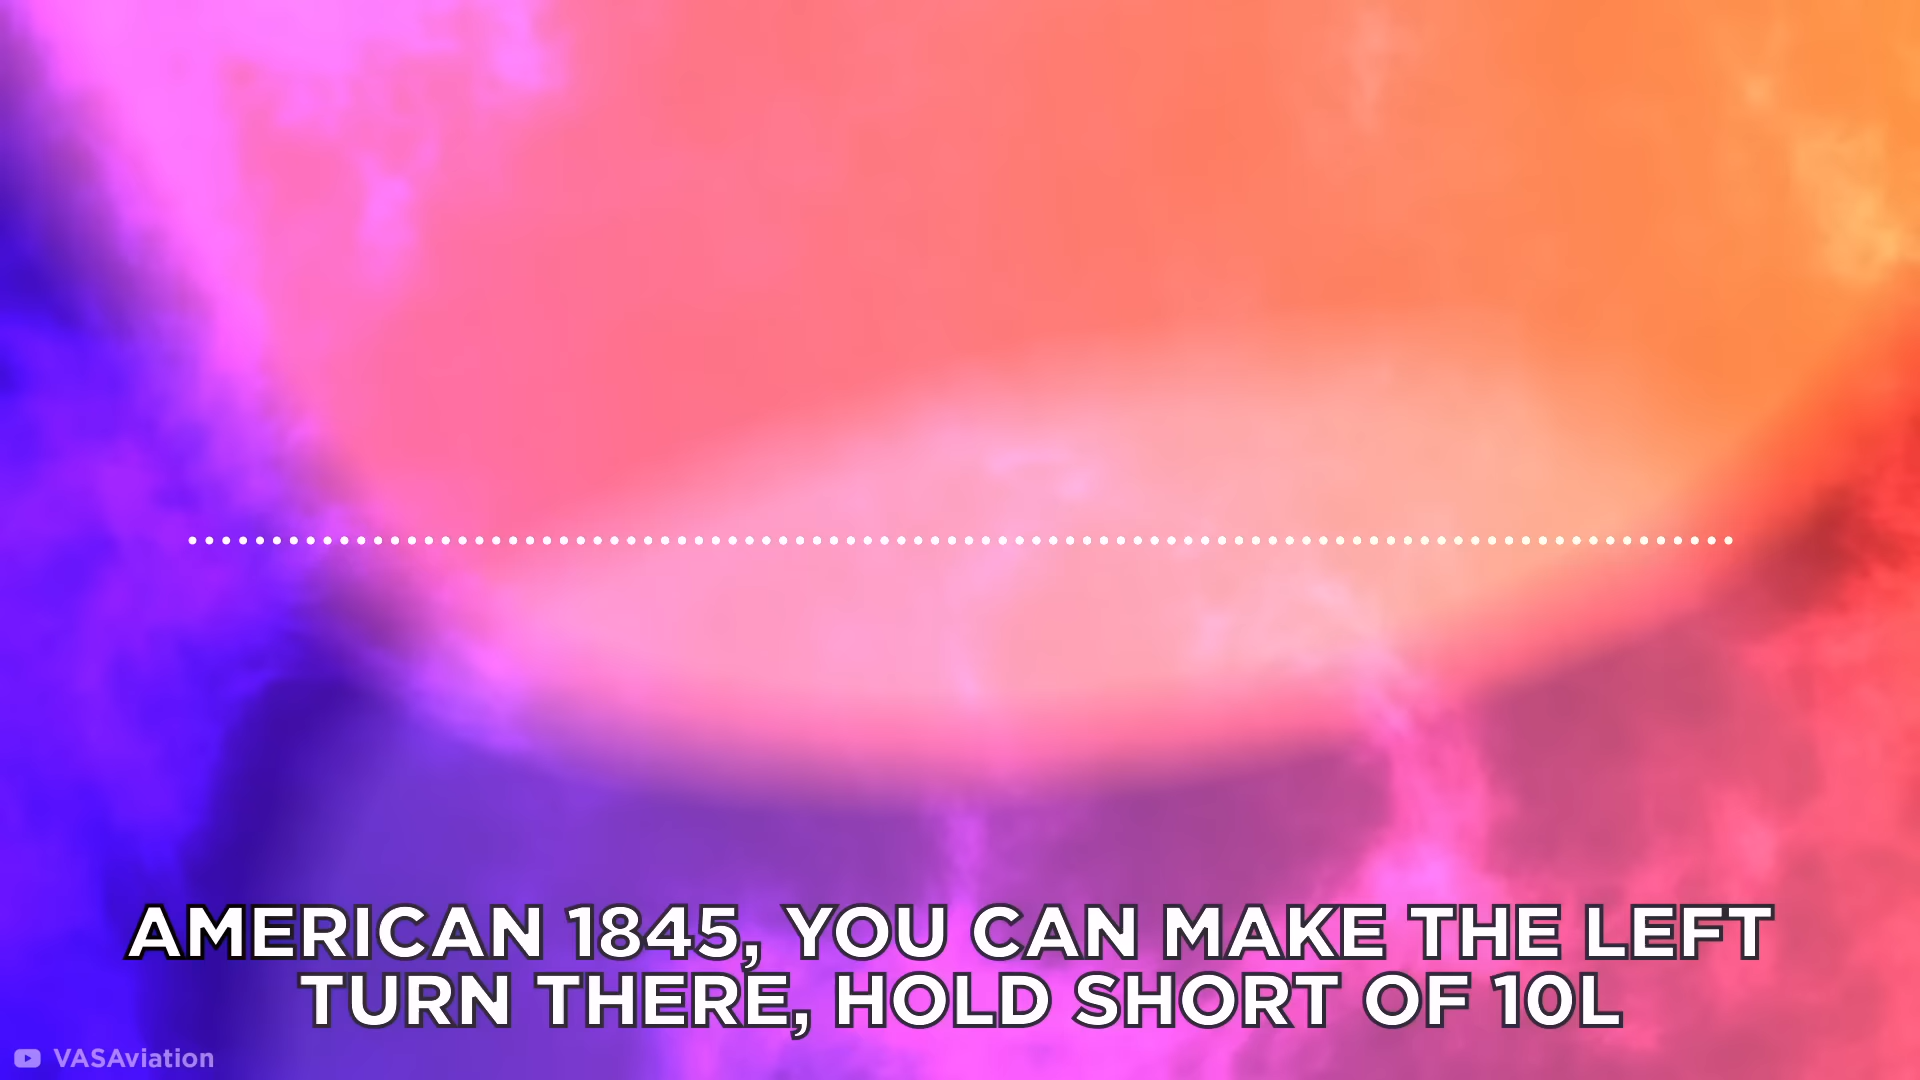 AMERICAN 1845, YOU CAN MAKE THE LEFT
TURN THERE, HOLD SHORT OF 10L
VASAviation